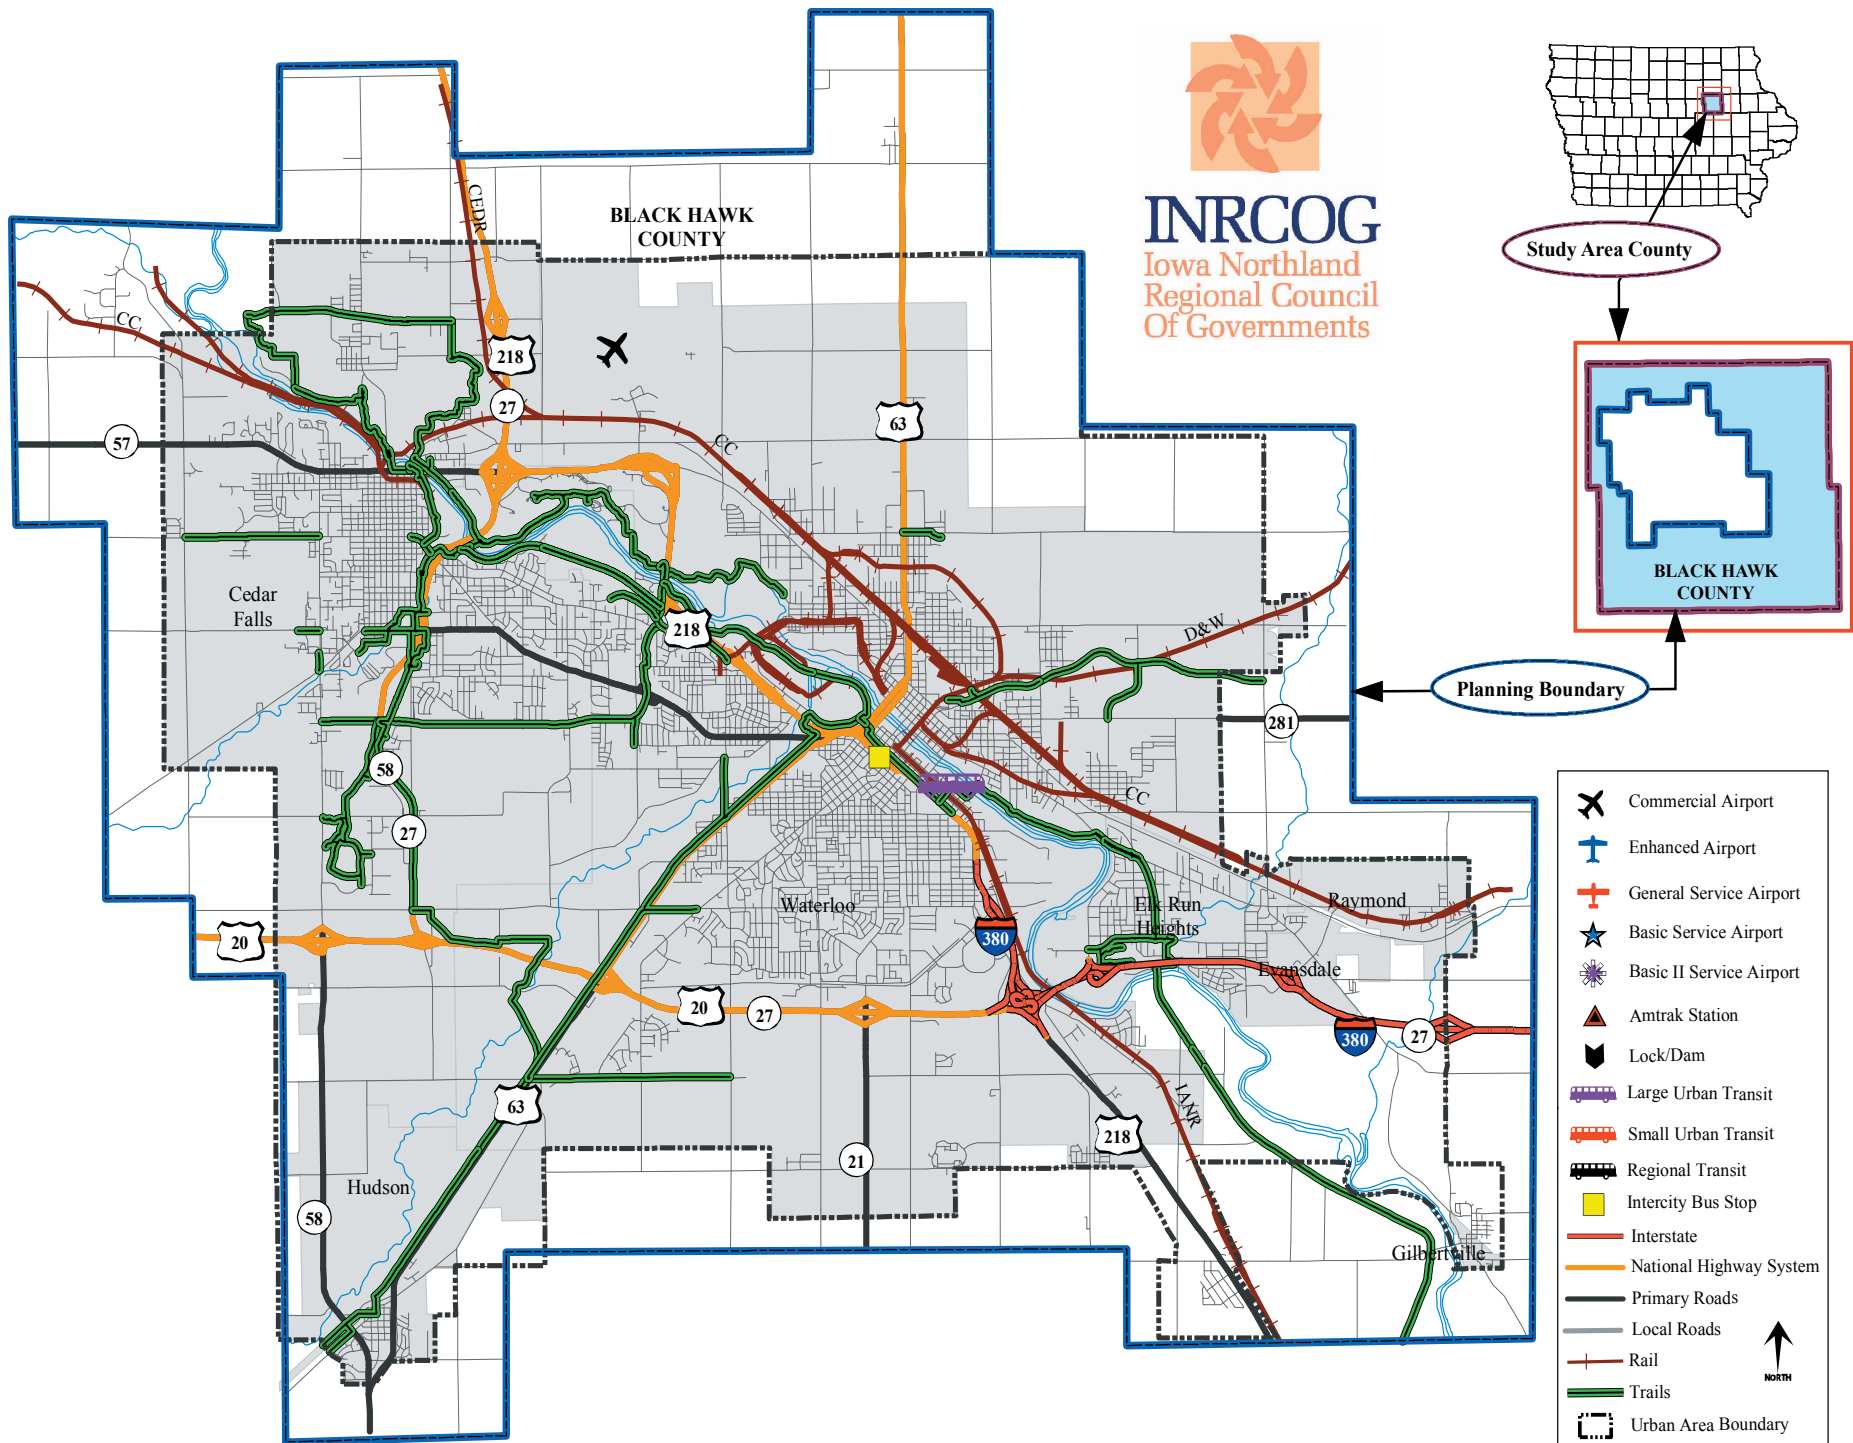 INRCOG
Iowa Northland
Regional Council
Of Governments
Study Area County
BLACK HAWK
COUNTY
Planning Boundary
BLACK HAWK
COUNTY
CEDR
CC
218
27
63
57
CC
Cedar
Falls
218
D&W
281
58
27
CC
Waterloo
Elk Run
Heights
Raymond
20
380
Evansdale
20
27
380
27
63
IANR
218
21
Hudson
58
Gilbertville
Commercial Airport
Enhanced Airport
General Service Airport
Basic Service Airport
Basic II Service Airport
Amtrak Station
Lock/Dam
Large Urban Transit
Small Urban Transit
Regional Transit
Intercity Bus Stop
Interstate
National Highway System
Primary Roads
Local Roads
Rail
Trails
Urban Area Boundary
NORTH